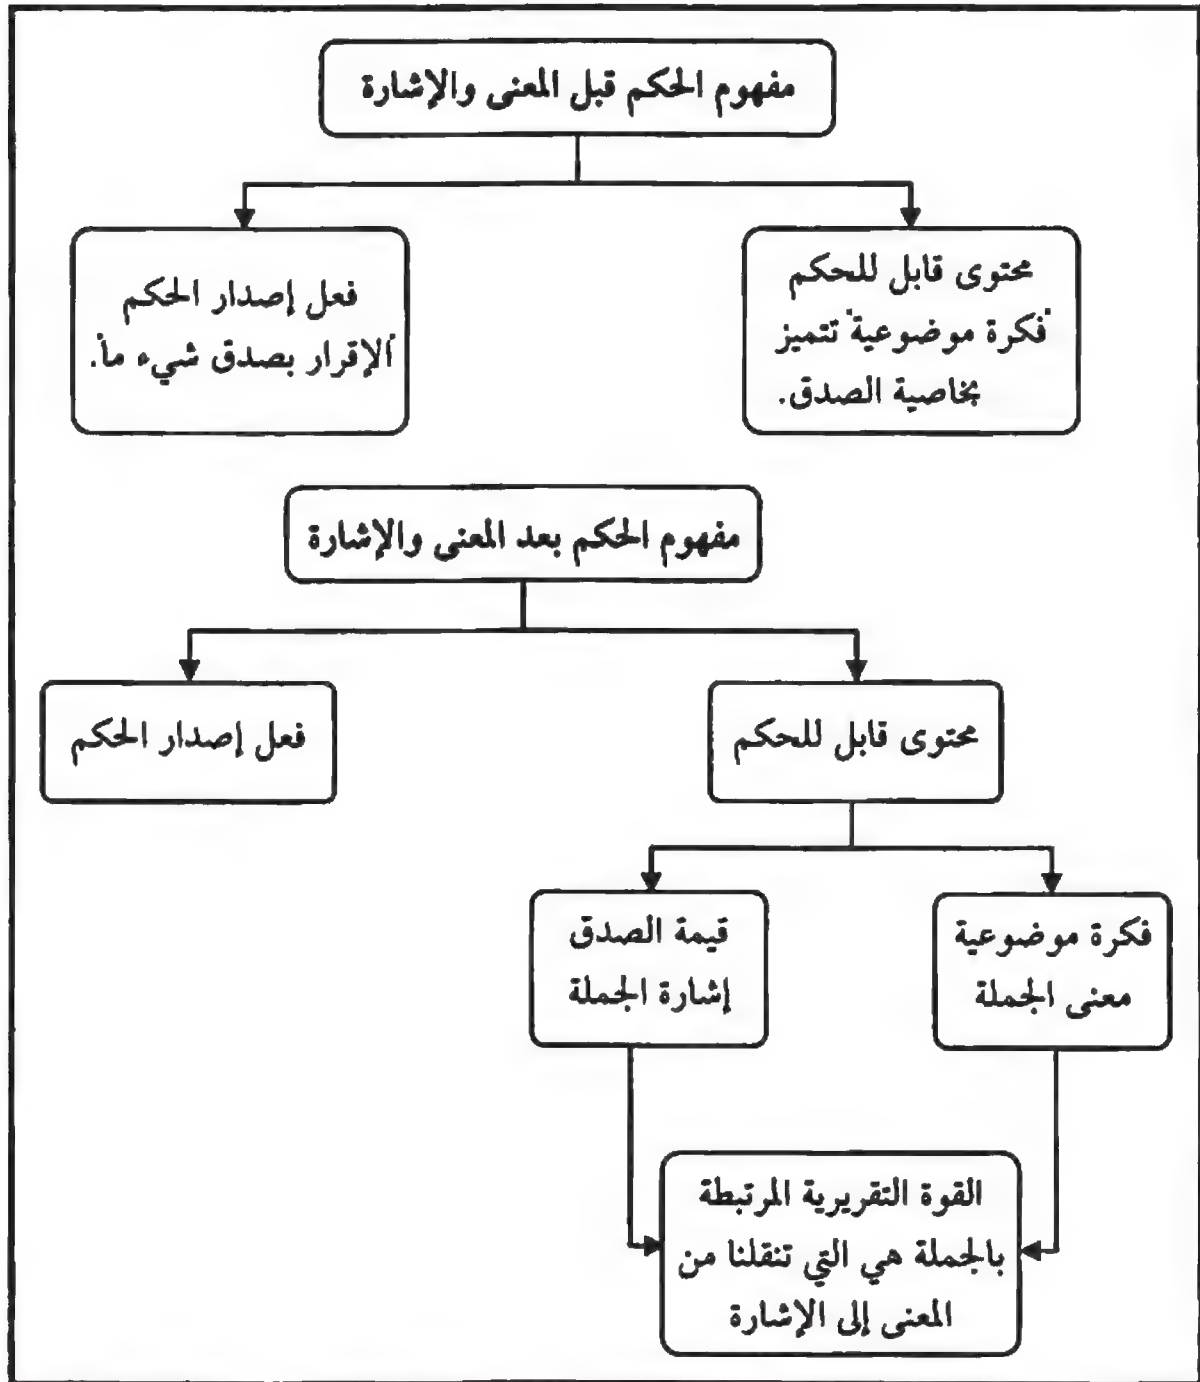 مفهوم الحكم قبل المعنى والإشارة
محتوى قابل للحكم
"فكرة موضوعية" تتميز
بخاصية الصدق.
فعل إصدار الحكم
"الإقرار بصدق شيء ما".
مفهوم الحكم بعد المعنى والإشارة
محتوى قابل للحكم
فعل إصدار الحكم
فكرة موضوعية
معنى الجملة
قيمة الصدق
إشارة الجملة
القوة التقريرية المرتبطة
بالجملة هي التي تنقلنا من
المعنى إلى الإشارة